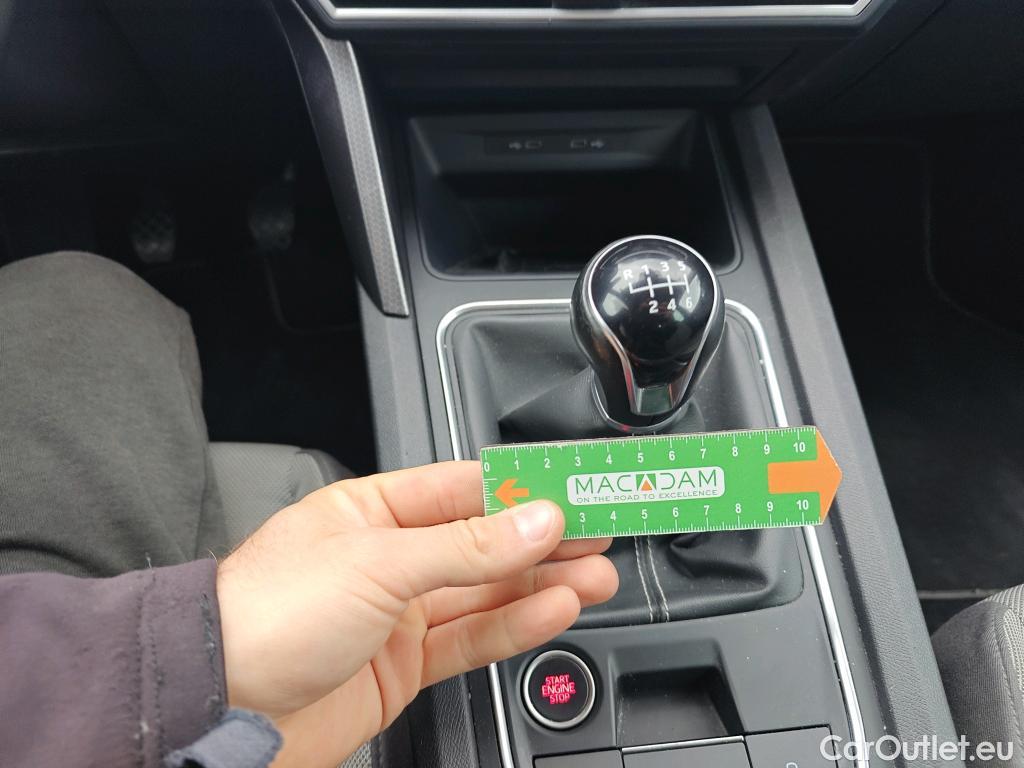 R 1 3 5
2 4 6
0 1 2 3 4 5 6 7 8 9 10
MACADAM
ON THE ROAD TO EXCELLENCE
3 4 5 6 7 8 9 10
START
ENGINE
STOP
CarOutlet.eu